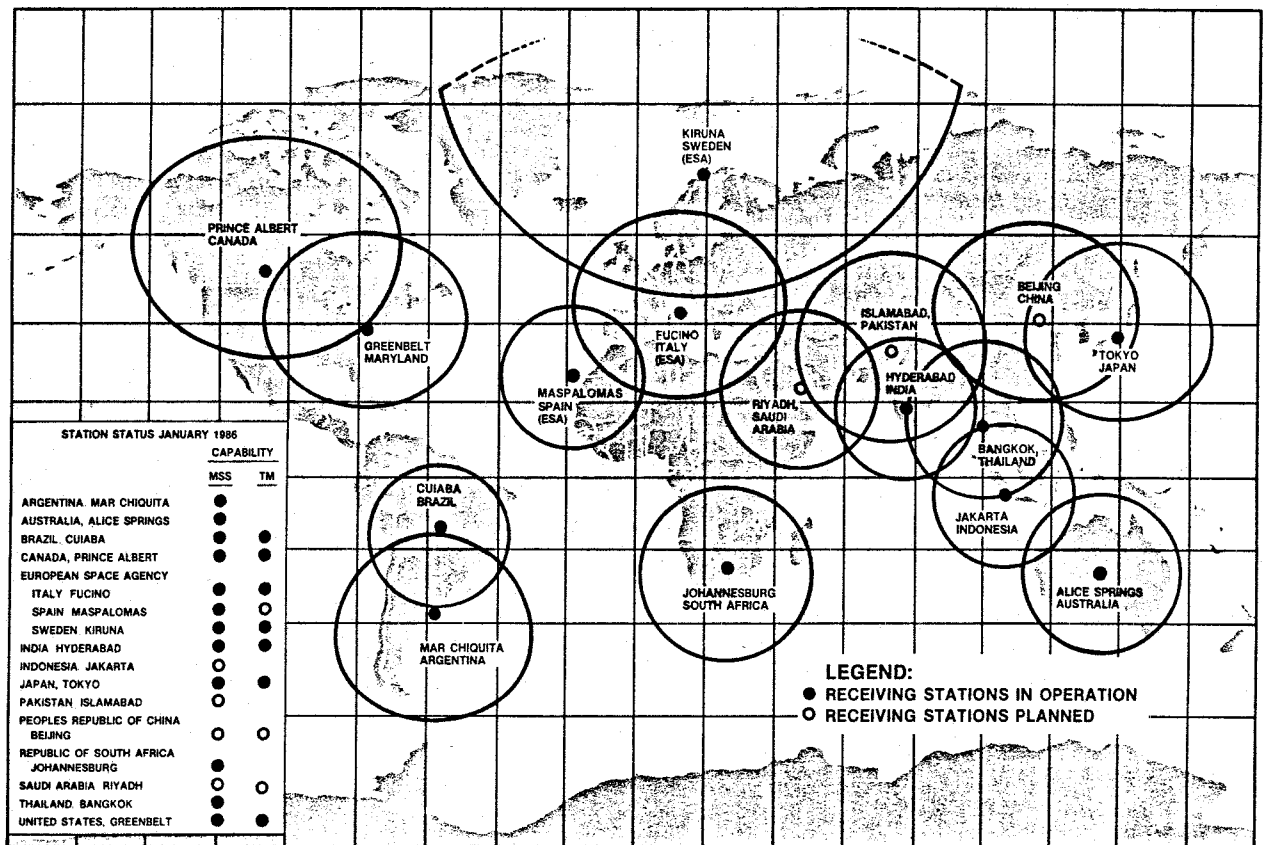 KIRUNA
SWEDEN
(ESA)
PRINCE ALBERT
CANADA
GREENBELT
MARYLAND
MASPALOMAS
SPAIN
(ESA)
FUCINO
ITALY
(ESA)
RIYADH,
SAUDI
ARABIA
ISLAMABAD,
PAKISTAN
HYDERABAD
INDIA
BEIJING
CHINA
TOKYO
JAPAN
BANGKOK,
THAILAND
JAKARTA
INDONESIA
CUIABA
BRAZIL
MAR CHIQUITA
ARGENTINA
JOHANNESBURG
SOUTH AFRICA
ALICE SPRINGS
AUSTRALIA
STATION STATUS JANUARY 1986
CAPABILITY
MSS TM
ARGENTINA. MAR CHIQUITA
AUSTRALIA, ALICE SPRINGS
BRAZIL. CUIABA
CANADA, PRINCE ALBERT
EUROPEAN SPACE AGENCY
ITALY FUCINO
SPAIN MASPALOMAS
SWEDEN KIRUNA
INDIA HYDERABAD
INDONESIA. JAKARTA
JAPAN, TOKYO
PAKISTAN ISLAMABAD
PEOPLES REPUBLIC OF CHINA
BEIJING
REPUBLIC OF SOUTH AFRICA
JOHANNESBURG
SAUDI ARABIA RIYADH
THAILAND. BANGKOK
UNITED STATES, GREENBELT
LEGEND:
● RECEIVING STATIONS IN OPERATION
○ RECEIVING STATIONS PLANNED